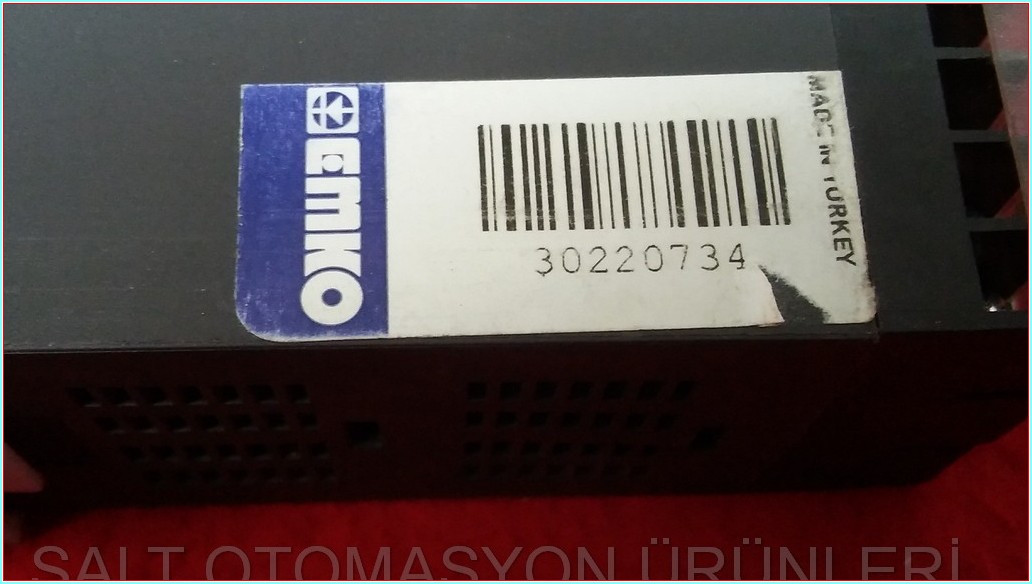 EMKO
30220734
MADE IN TURKEY
SALT OTOMASYON ÜRÜNLERİ